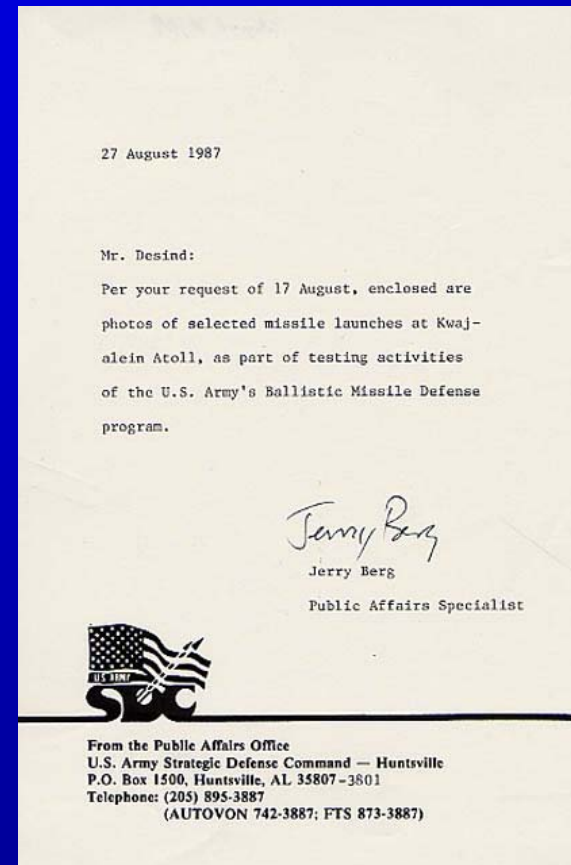 27 August 1987
Mr. Desind:
Per your request of 17 August, enclosed are
photos of selected missile launches at Kwaj-
alein Atoll, as part of testing activities
of the U.S. Army's Ballistic Missile Defense
program.
Jerry Berg
Jerry Berg
Public Affairs Specialist
U.S. ARMY
SDC
From the Public Affairs Office
U.S. Army Strategic Defense Command — Huntsville
P.O. Box 1500, Huntsville, AL 35807-3801
Telephone: (205) 895-3887
(AUTOVON 742-3887; FTS 873-3887)